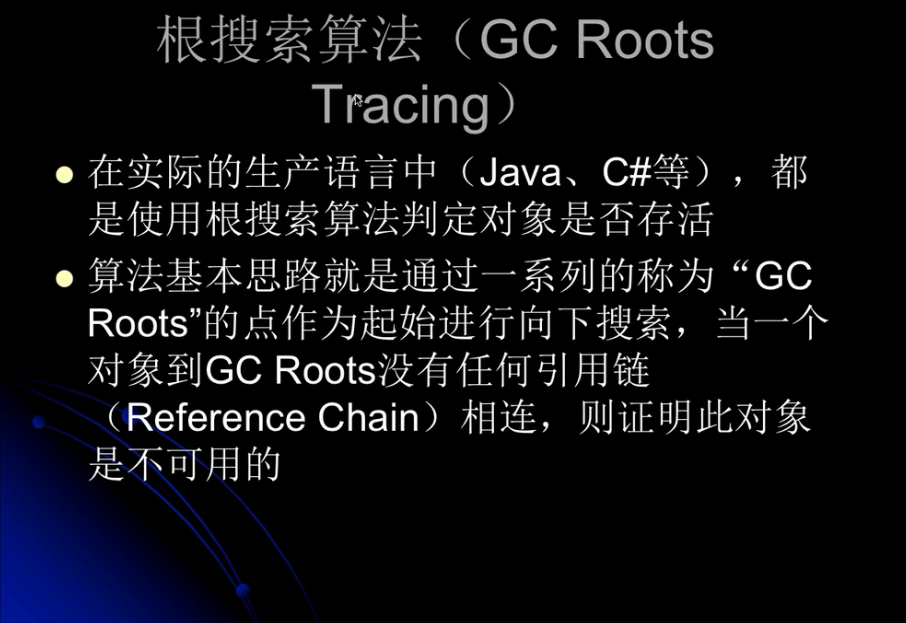 根搜索算法（GC Roots
Tracing）
在实际的生产语言中（Java、C#等），都
是使用根搜索算法判定对象是否存活
算法基本思路就是通过一系列的称为“GC
Roots”的点作为起始进行向下搜索，当一个
对象到GC Roots没有任何引用链
（Reference Chain）相连，则证明此对象
是不可用的